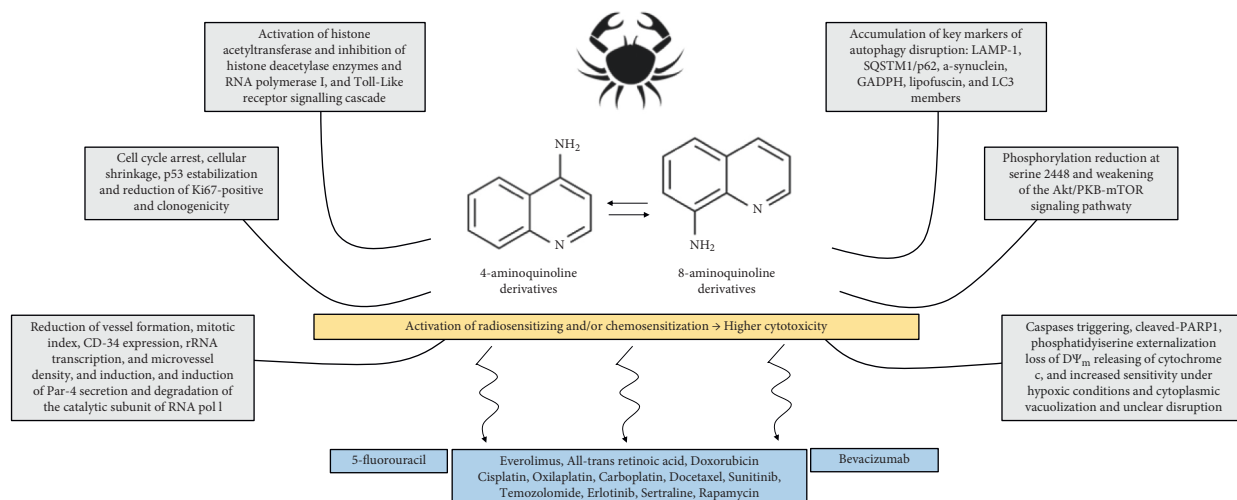 Activation of histone
acetyltransferase and inhibition of
histone deacetylase enzymes and
RNA polymerase I, and Toll-Like
receptor signalling cascade
Accumulation of key markers of
autophagy disruption: LAMP-1,
SQSTM1/p62, a-synuclein,
GADPH, lipofuscin, and LC3
members
Cell cycle arrest, cellular
shrinkage, p53 estabilization
and reduction of Ki67-positive
and clonogenicity
NH2
N
4-aminoquinoline
derivatives
N
NH2
8-aminoquinoline
derivatives
Phosphorylation reduction at
serine 2448 and weakening
of the Akt/PKB-mTOR
signaling pathwaty
Activation of radiosensitizing and/or chemosensitization → Higher cytotoxicity
Reduction of vessel formation, mitotic
index, CD-34 expression, rRNA
transcription, and microvessel
density, and induction, and induction
of Par-4 secretion and degradation of
the catalytic subunit of RNA pol l
Caspases triggering, cleaved-PARP1,
phosphatidyiserine externalization
loss of DΨm releasing of cytochrome
c, and increased sensitivity under
hypoxic conditions and cytoplasmic
vacuolization and unclear disruption
5-fluorouracil
Everolimus, All-trans retinoic acid, Doxorubicin
Cisplatin, Oxilaplatin, Carboplatin, Docetaxel, Sunitinib,
Temozolomide, Erlotinib, Sertraline, Rapamycin
Bevacizumab